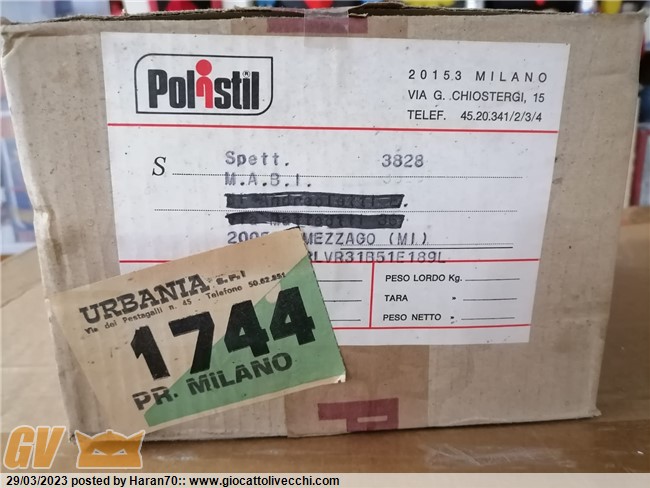 Polistil ®
20153 MILANO
VIA G. CHIOSTERGI, 15
TELEF. 45.20.341/2/3/4
S
Spett. 3828
M.A.B.I.
MEZZAGO (MI)
LVR31B51E189L
PESO LORDO Kg.
TARA "
PESO NETTO "
URBANIA s.r.l
Via dei Pestagalli n. 45 - Telefono 50.62.851
1744
PR. MILANO
P
GV
29/03/2023 posted by Haran70:: www.giocattolivecchi.com